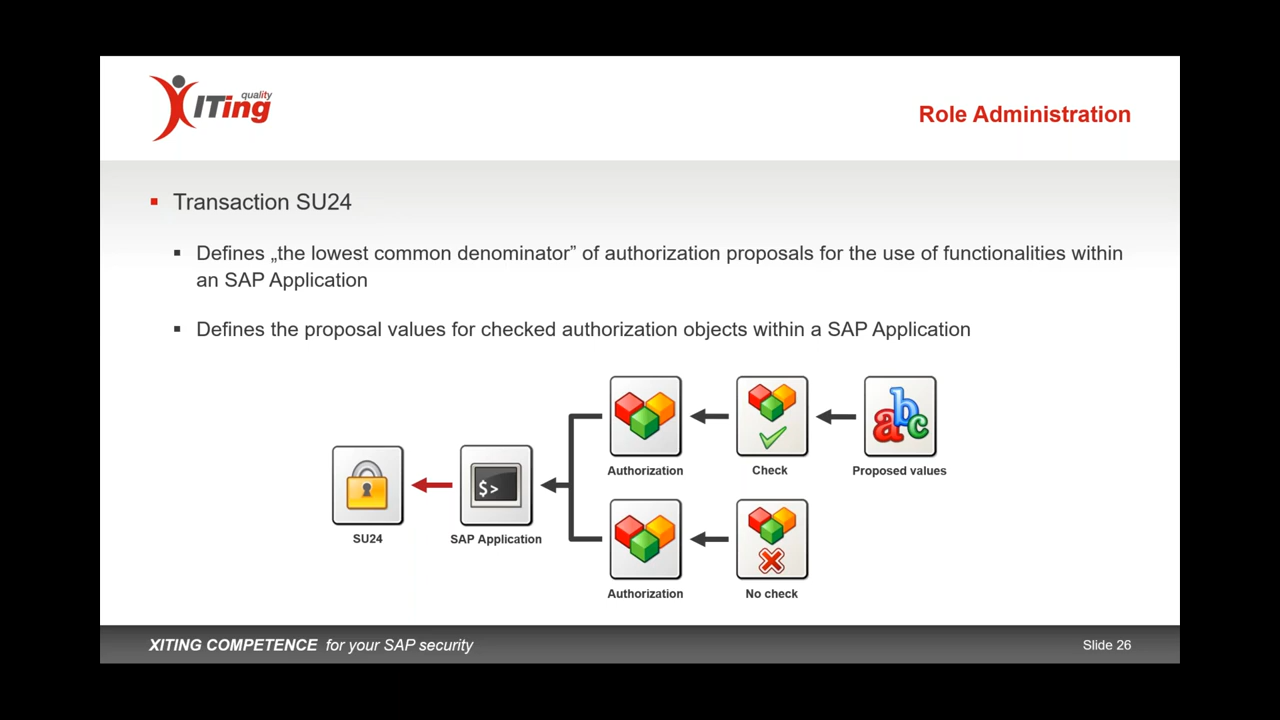 quality
XITing
Role Administration
▪ Transaction SU24
▪ Defines „the lowest common denominator” of authorization proposals for the use of functionalities within
an SAP Application
▪ Defines the proposal values for checked authorization objects within a SAP Application
abc
Authorization
Check
Proposed values
$>
SU24
SAP Application
Authorization
No check
XITING COMPETENCE for your SAP security
Slide 26